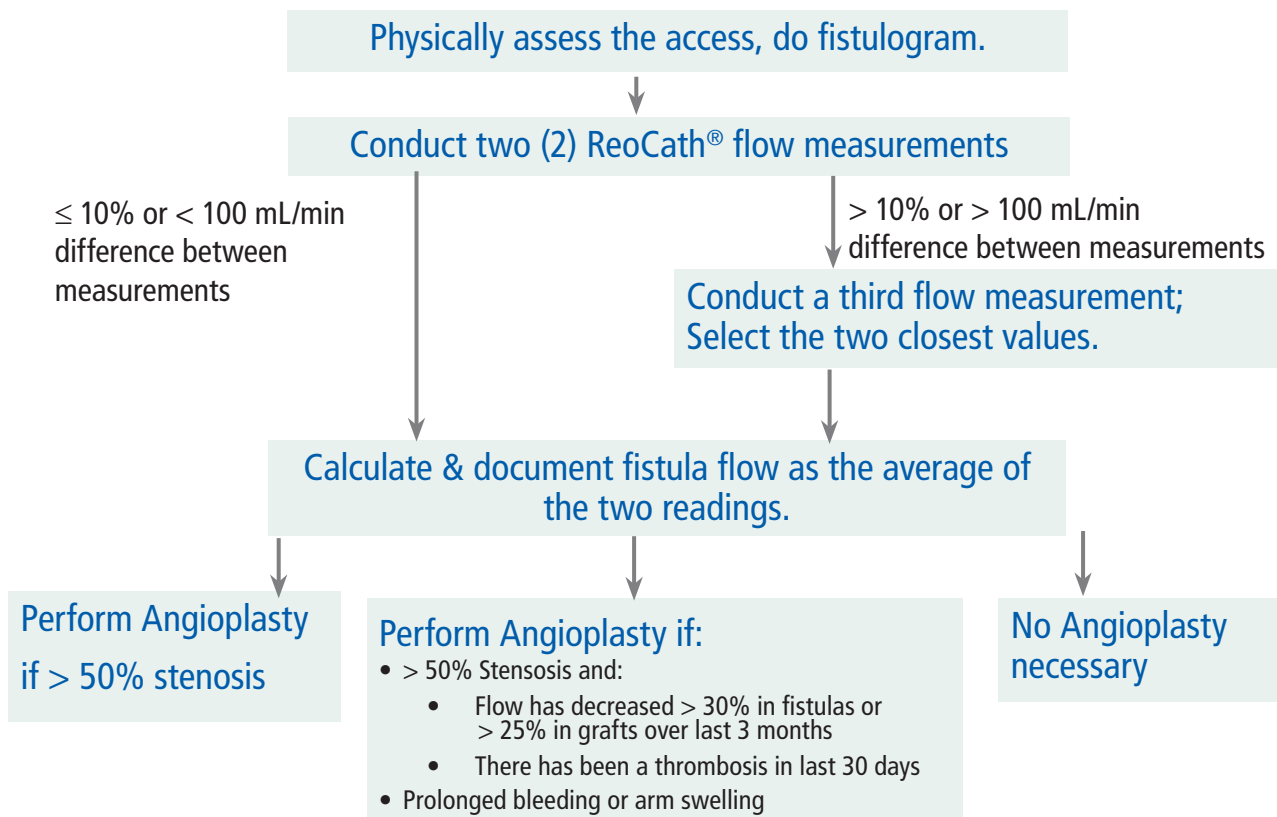 Physically assess the access, do fistulogram.
Conduct two (2) ReoCath® flow measurements
≤ 10% or < 100 mL/min
difference between
measurements
> 10% or > 100 mL/min
difference between measurements
Conduct a third flow measurement;
Select the two closest values.
Calculate & document fistula flow as the average of
the two readings.
Perform Angioplasty
if > 50% stenosis
Perform Angioplasty if:
• > 50% Stensosis and:
• Flow has decreased > 30% in fistulas or
> 25% in grafts over last 3 months
• There has been a thrombosis in last 30 days
• Prolonged bleeding or arm swelling
No Angioplasty
necessary